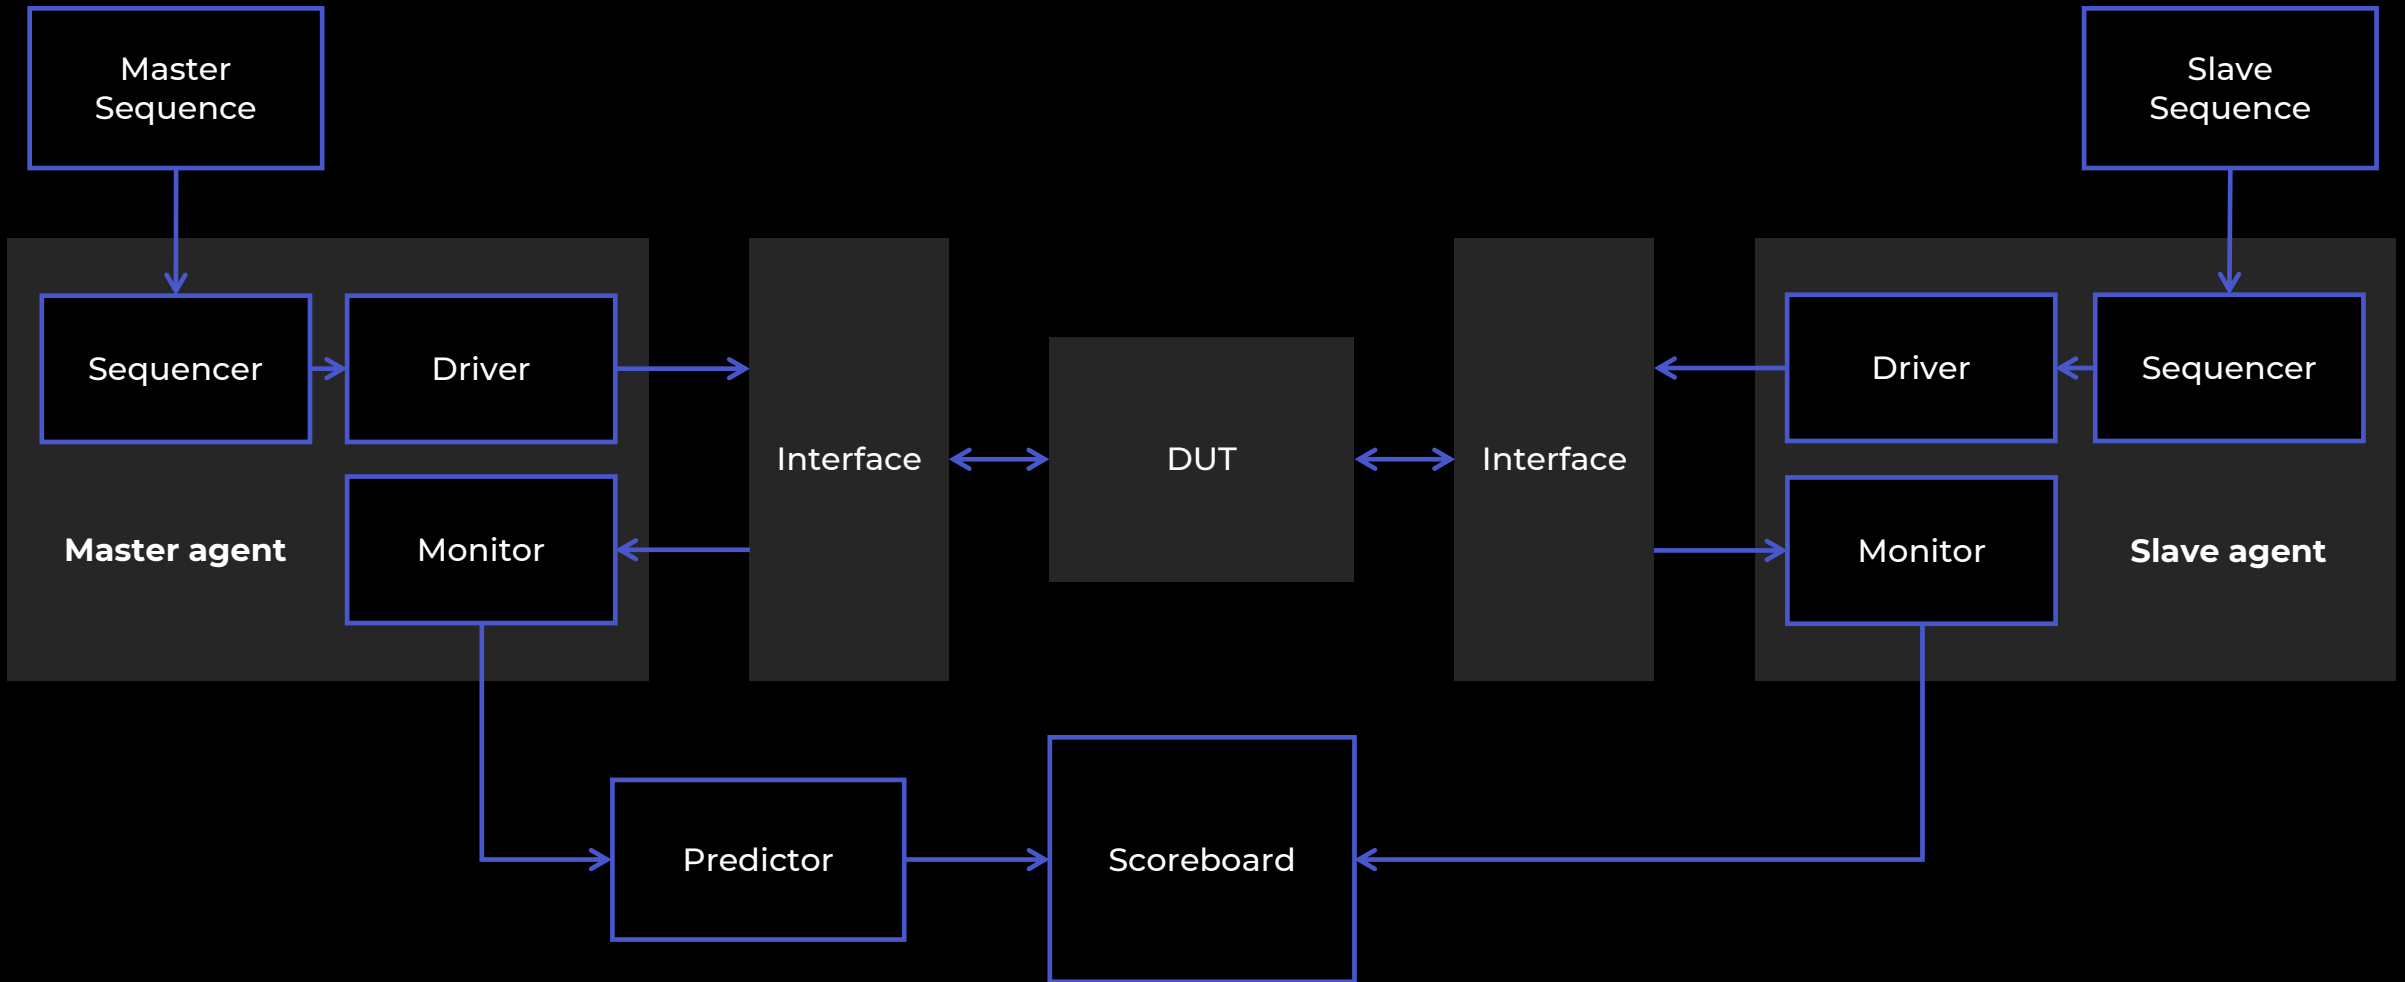 Master
Sequence
Slave
Sequence
Sequencer
Driver
Driver
Sequencer
Interface
DUT
Interface
Master agent
Monitor
Monitor
Slave agent
Predictor
Scoreboard